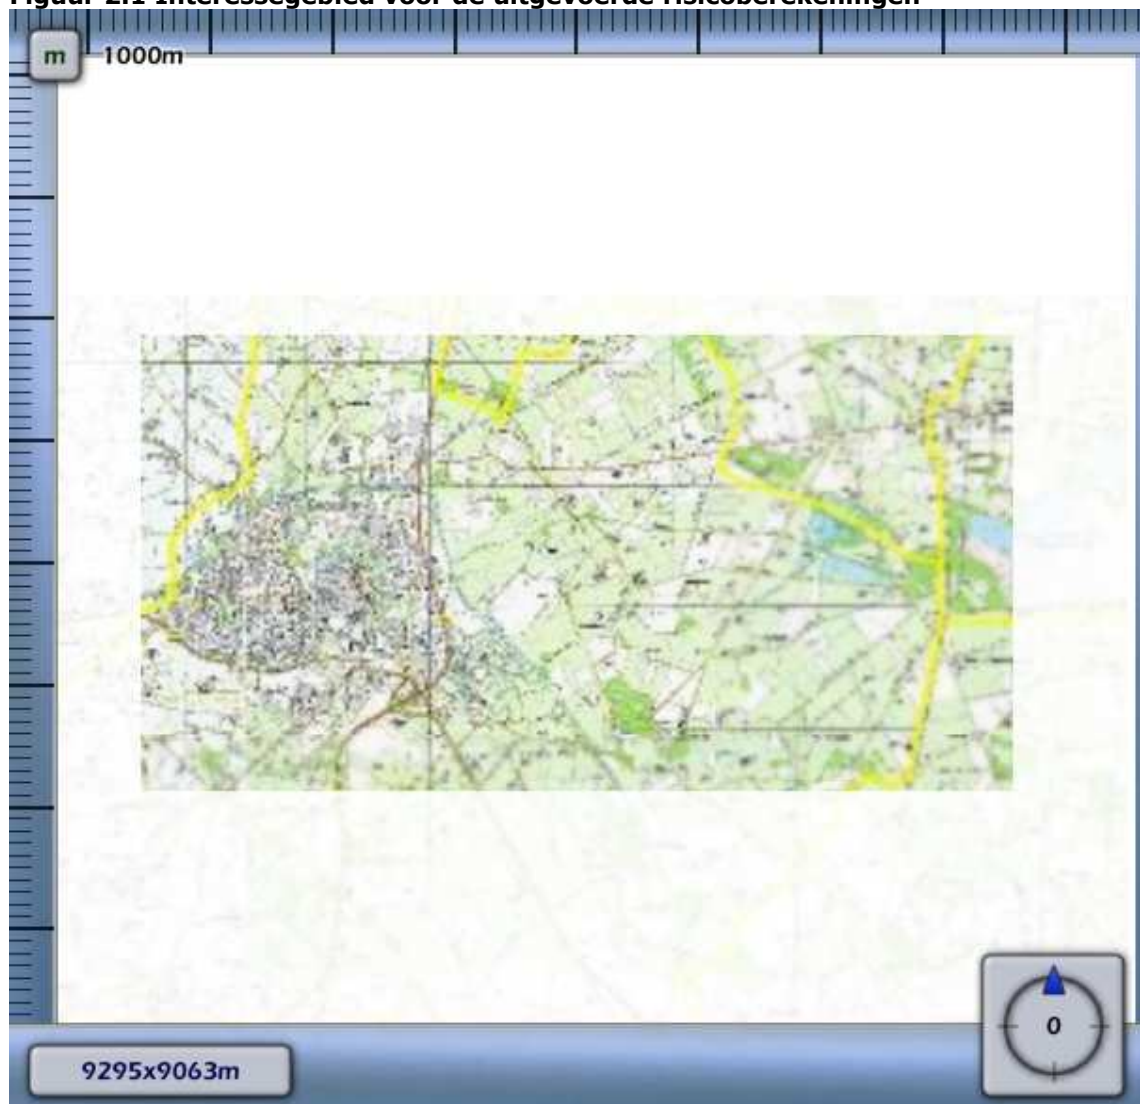 Figuur 2.1 Interessegebied voor de uitgevoerde risicoberekeningen
m 1000m
0
9295x9063m